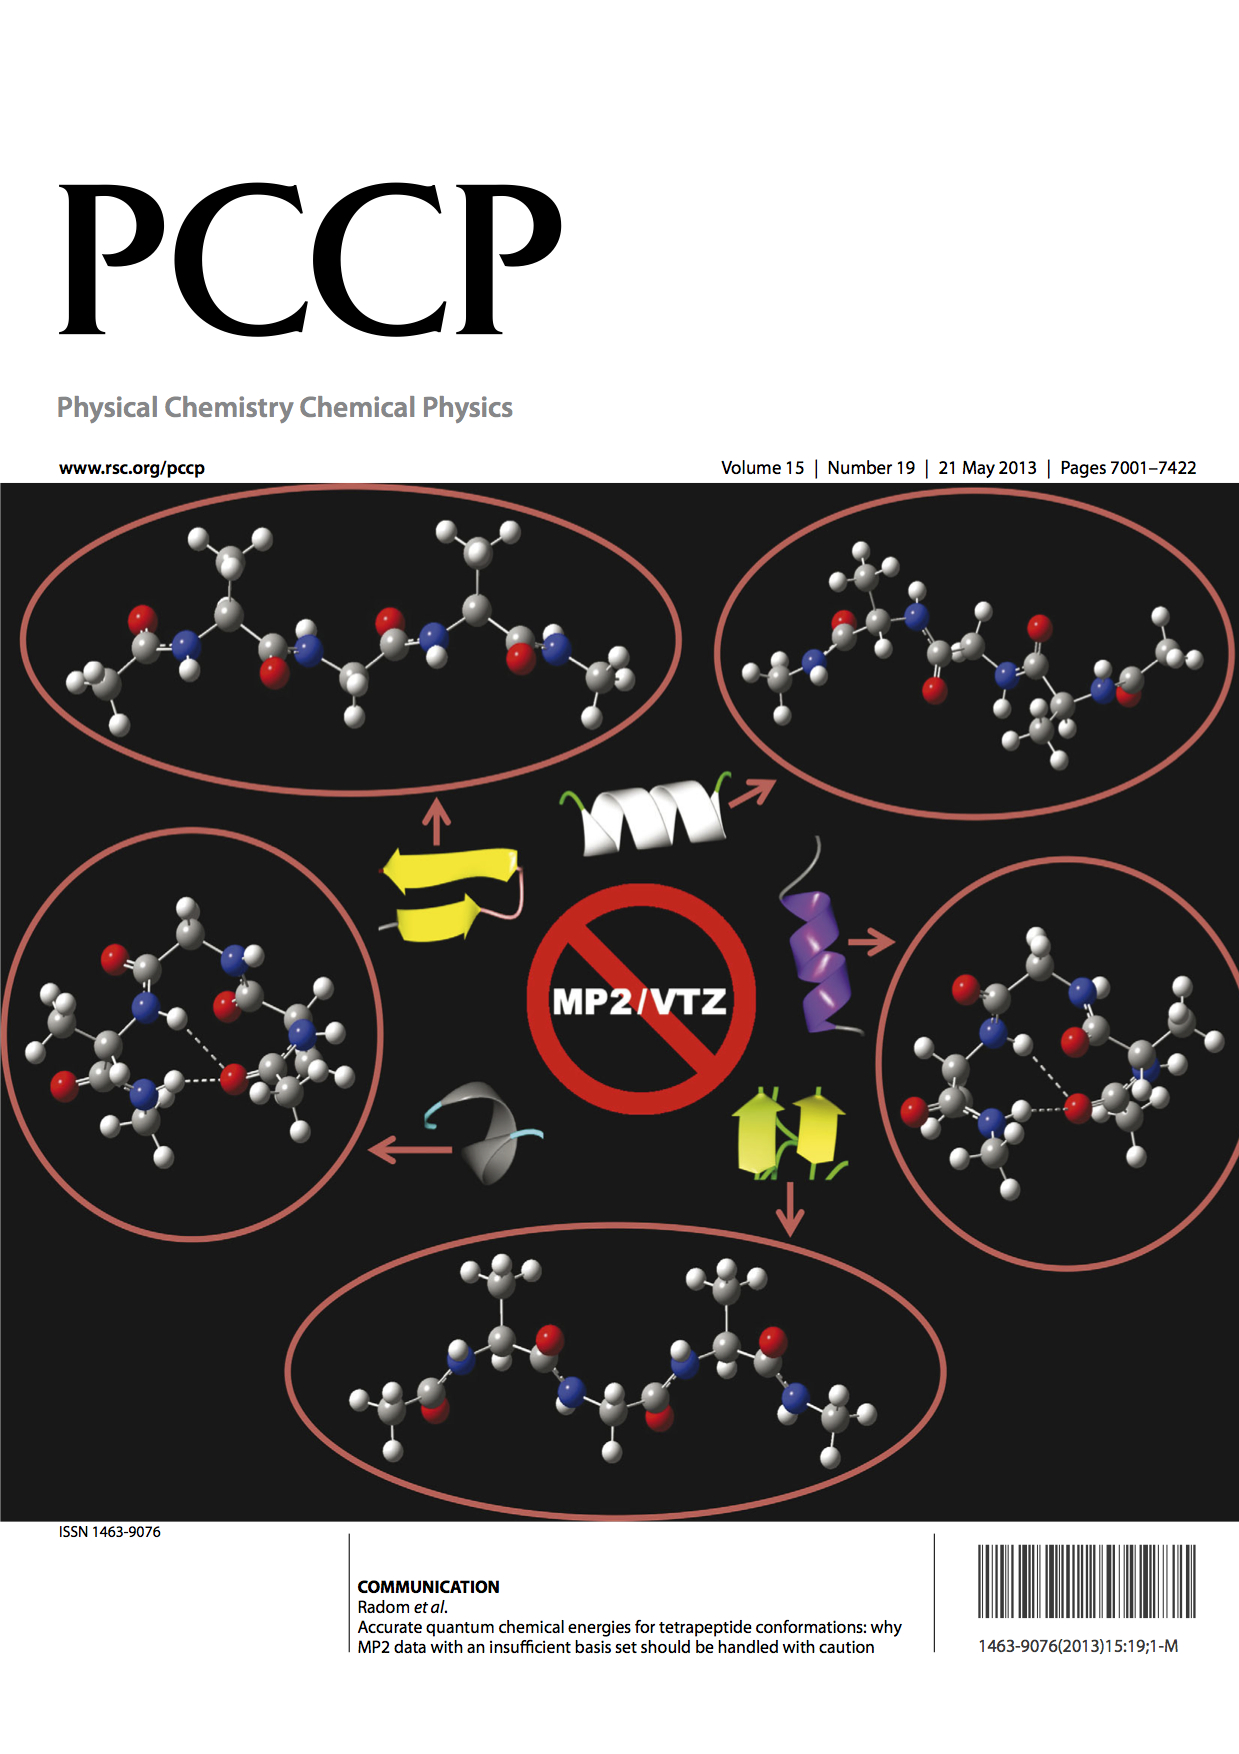 PCCP
Physical Chemistry Chemical Physics
www.rsc.org/pccp
Volume 15 | Number 19 | 21 May 2013 | Pages 7001–7422
MP2/VTZ
ISSN 1463-9076
COMMUNICATION
Radom et al.
Accurate quantum chemical energies for tetrapeptide conformations: why
MP2 data with an insufficient basis set should be handled with caution
1463-9076(2013)15:19;1-M